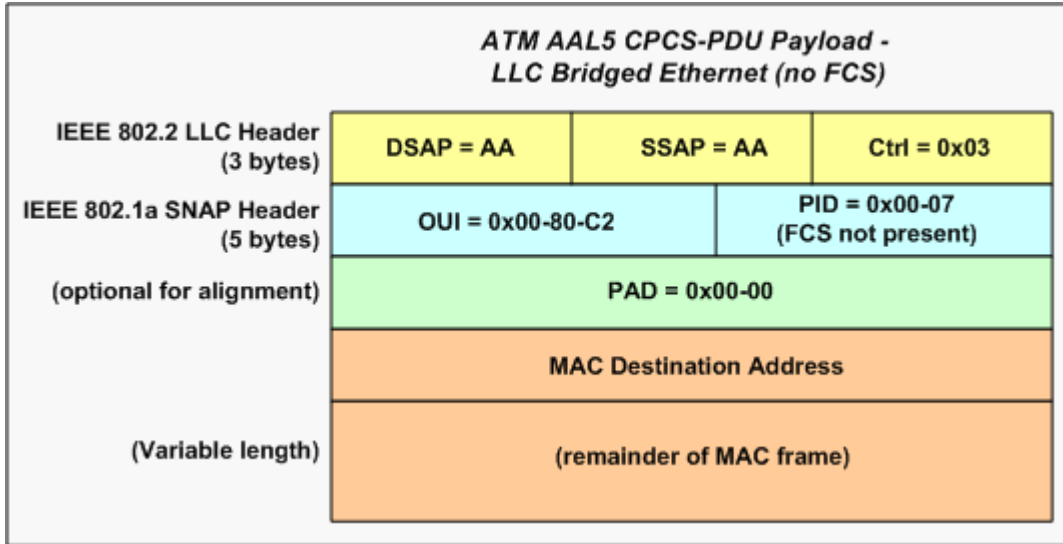 ATM AAL5 CPCS-PDU Payload -
LLC Bridged Ethernet (no FCS)
IEEE 802.2 LLC Header
(3 bytes)
DSAP = AA
SSAP = AA
Ctrl = 0x03
IEEE 802.1a SNAP Header
(5 bytes)
OUI = 0x00-80-C2
PID = 0x00-07
(FCS not present)
(optional for alignment)
PAD = 0x00-00
MAC Destination Address
(Variable length)
(remainder of MAC frame)